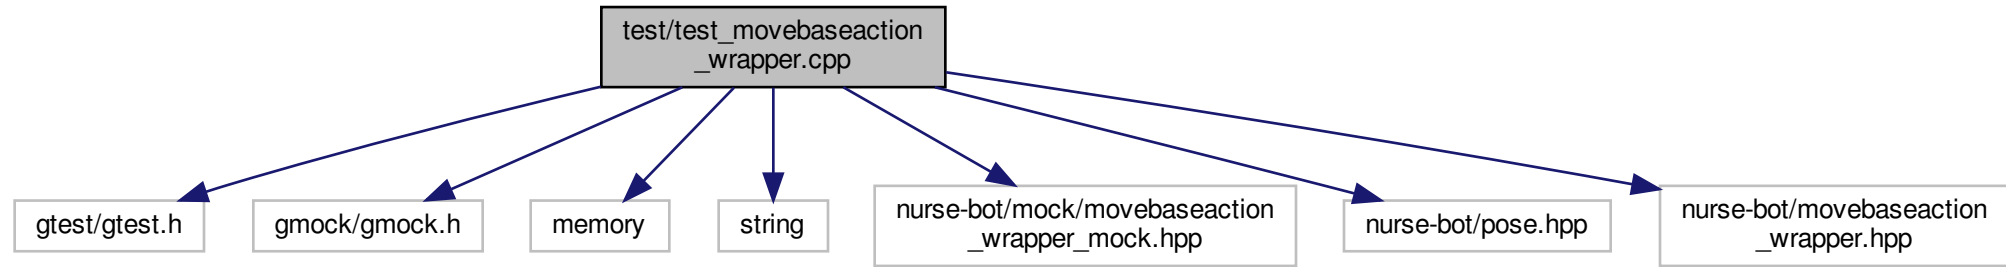 test/test_movebaseaction
_wrapper.cpp
gtest/gtest.h
gmock/gmock.h
memory
string
nurse-bot/mock/movebaseaction
_wrapper_mock.hpp
nurse-bot/pose.hpp
nurse-bot/movebaseaction
_wrapper.hpp